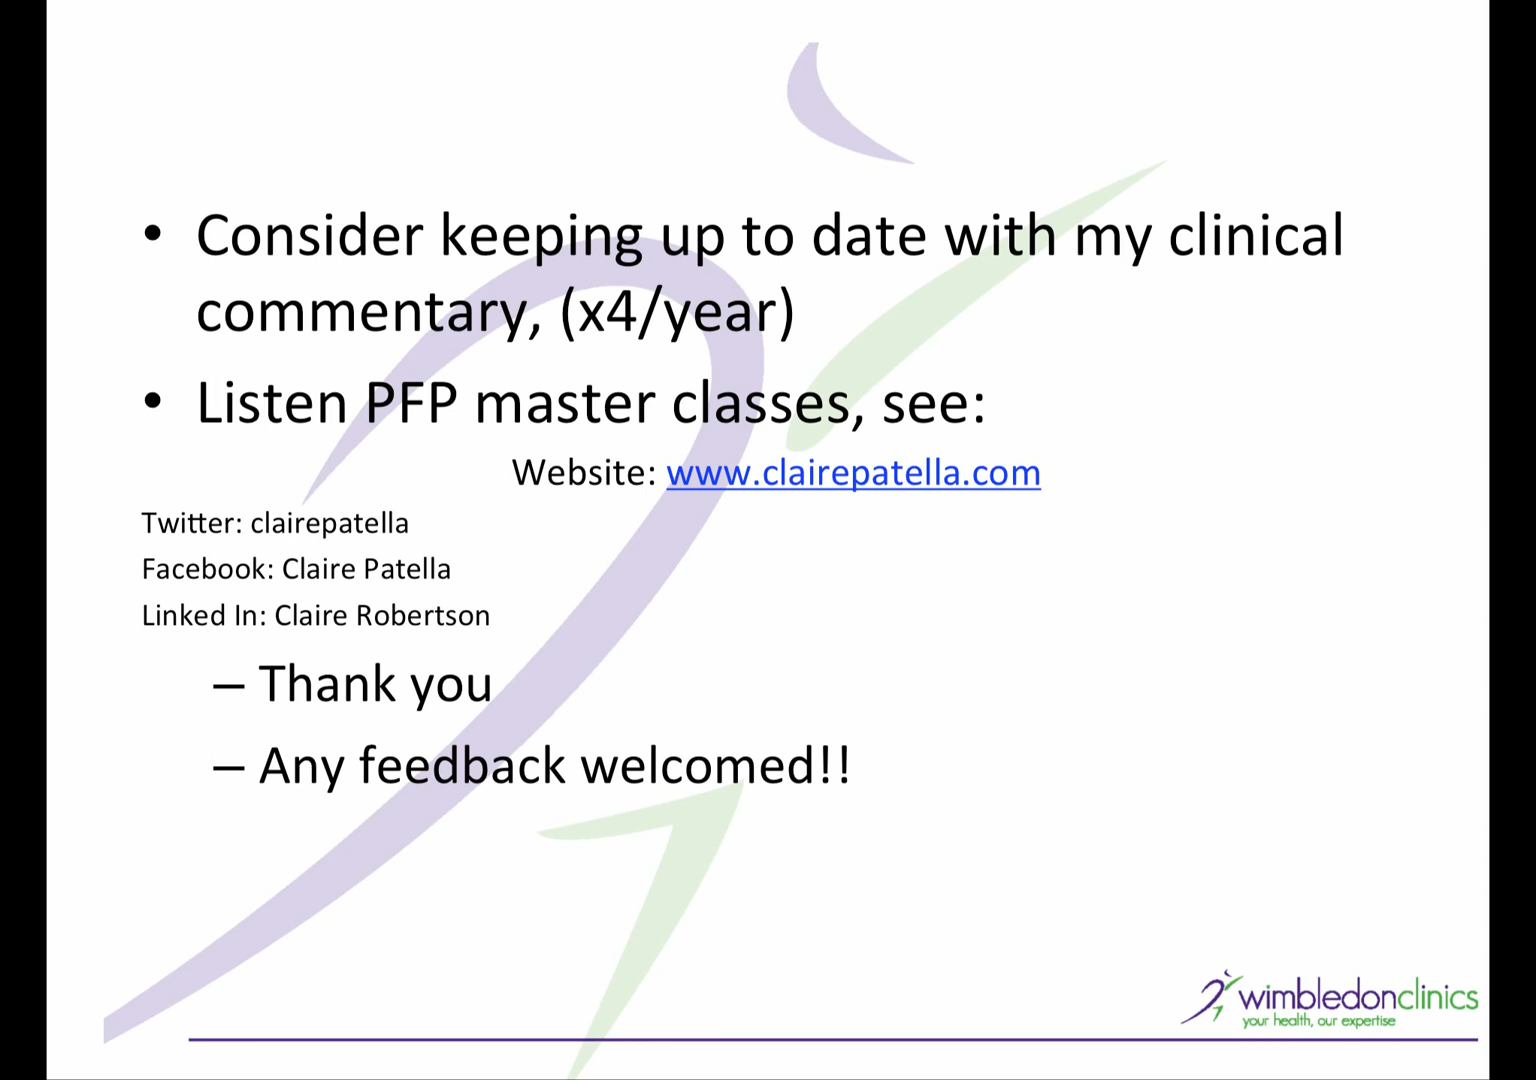 • Consider keeping up to date with my clinical
commentary, (x4/year)
• Listen PFP master classes, see:
Website: www.clairepatella.com
Twitter: clairepatella
Facebook: Claire Patella
Linked In: Claire Robertson
– Thank you
– Any feedback welcomed!!
wimbledonclinics
your health, our expertise